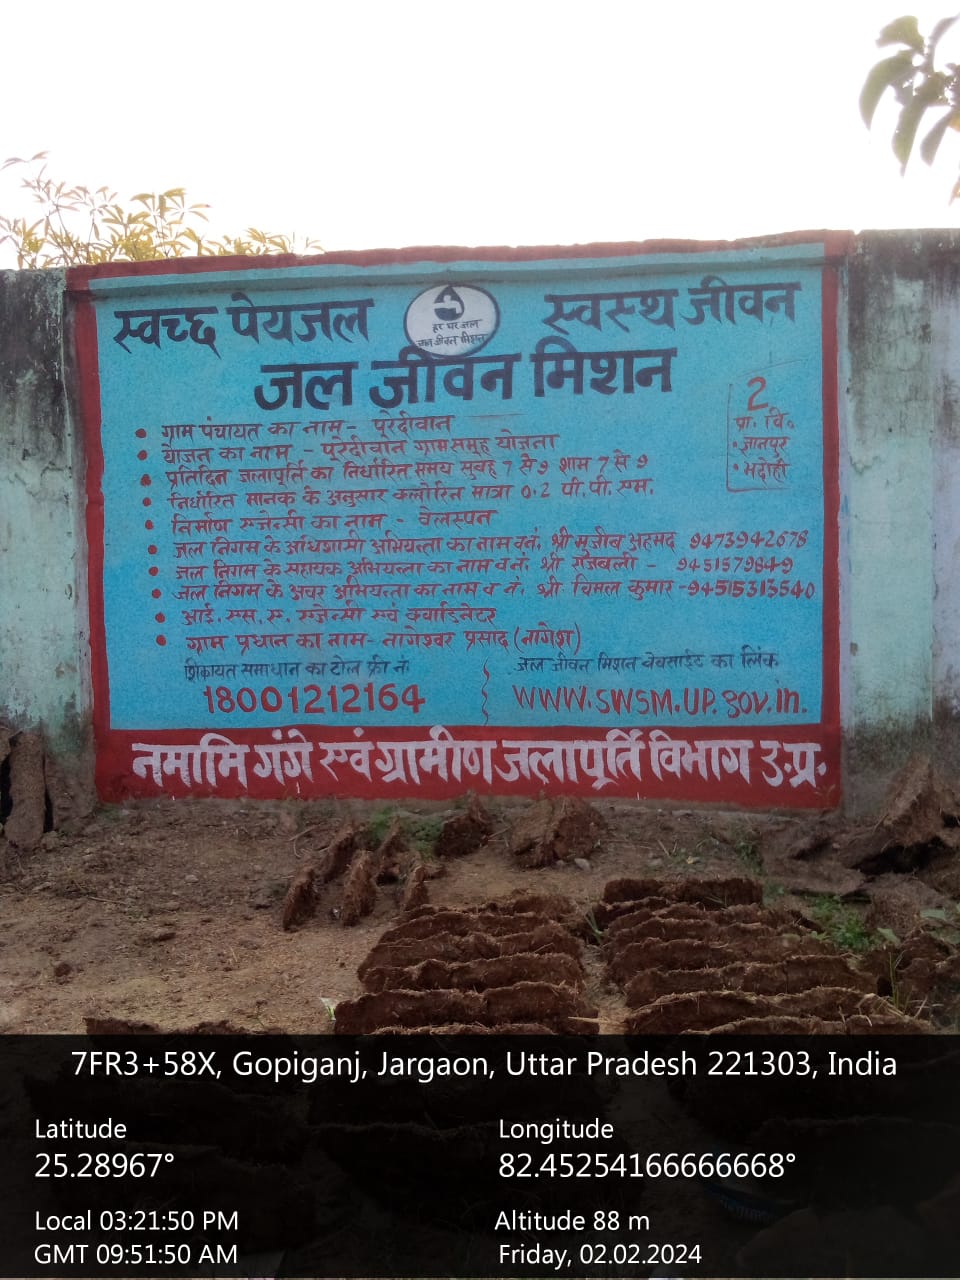 स्वच्छ पेयजल
हर घर जल
जल जीवन मिशन
स्वस्थ जीवन
जल जीवन मिशन
2
प्रा. वि.
• ज्ञानपुर
• भदोही
• ग्राम पंचायत का नाम - पूरेदीवान
• योजन का नाम - पूरेदीवान ग्राम समूह योजना
• प्रतिदिन जलापूर्ति का निर्धारित समय सुबह 7 से 9 शाम 7 से 9
• निर्धारित मानक के अनुसार क्लोरिन मात्रा 0.2 पी.पी.एम.
• निर्माण एजेन्सी का नाम - वेलस्पन
• जल निगम के अधिशासी अभियन्ता का नाम व नं. श्री मुजीब अहमद 9473942678
• जल निगम के सहायक अभियन्ता का नाम व नं. श्री राजबली - 9451579849
• जल निगम के अवर अभियन्ता का नाम व नं. श्री विमल कुमार -94515313540
• आई. एस. ए. एजेन्सी एवं क्वार्डिनेटर
• ग्राम प्रधान का नाम- नागेश्वर प्रसाद (नागेश)
शिकायत समाधान का टोल फ्री नं.
18001212164
जल जीवन मिशन वेबसाईट का लिंक
WWW.SWSM.UP.gov.in.
नमामि गंगे एवं ग्रामीण जलापूर्ति विभाग उ.प्र.
7FR3+58X, Gopiganj, Jargaon, Uttar Pradesh 221303, India
Latitude
25.28967°
Longitude
82.45254166666668°
Local 03:21:50 PM
GMT 09:51:50 AM
Altitude 88 m
Friday, 02.02.2024